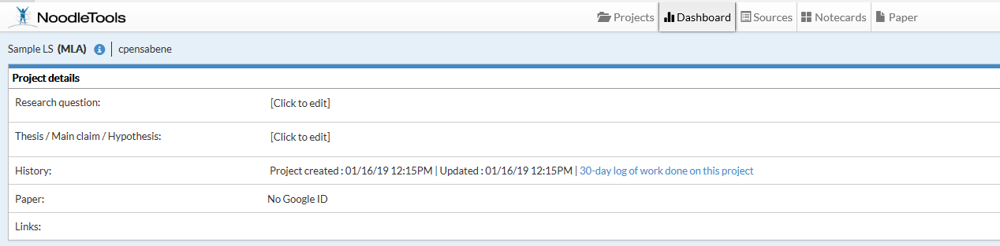 NoodleTools Projects Dashboard Sources Notecards Paper
Sample LS (MLA) i | cpensabene
Project details
Research question: [Click to edit]
Thesis / Main claim / Hypothesis: [Click to edit]
History: Project created : 01/16/19 12:15PM | Updated : 01/16/19 12:15PM | 30-day log of work done on this project
Paper: No Google ID
Links: